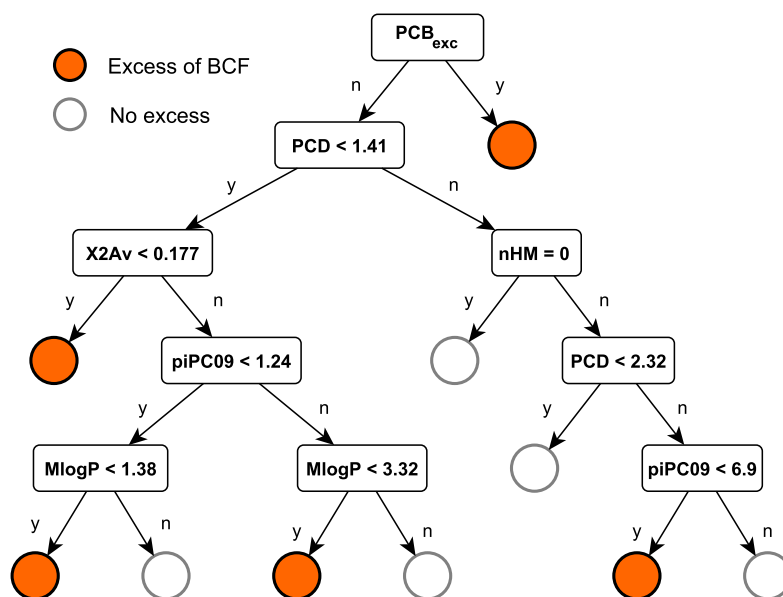 PCBexc
Excess of BCF
No excess
n
y
PCD < 1.41
y
n
X2Av < 0.177
nHM = 0
y
n
y
n
piPC09 < 1.24
PCD < 2.32
y
n
y
n
MlogP < 1.38
MlogP < 3.32
piPC09 < 6.9
y
n
y
n
y
n